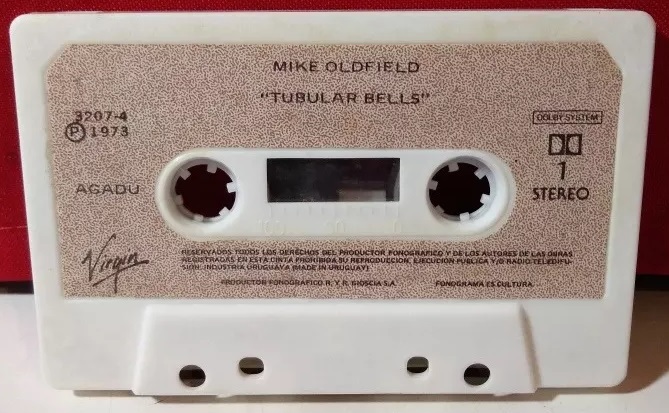 MIKE OLDFIELD
"TUBULAR BELLS"
3207-4
Ⓟ 1973
DOLBY SYSTEM
1
AGADU
STEREO
Virgin
RESERVADOS TODOS LOS DERECHOS DEL PRODUCTOR FONOGRAFICO Y DE LOS AUTORES DE LAS OBRAS
REGISTRADAS EN ESTA CINTA PROHIBIDA SU REPRODUCCION, EJECUCION PUBLICA Y/O RADIO TELEDIFU-
SION. INDUSTRIA URUGUAYA (MADE IN URUGUAY)
PRODUCTOR FONOGRAFICO R. Y R. GIOSCIA S.A. FONOGRAMA ES CULTURA